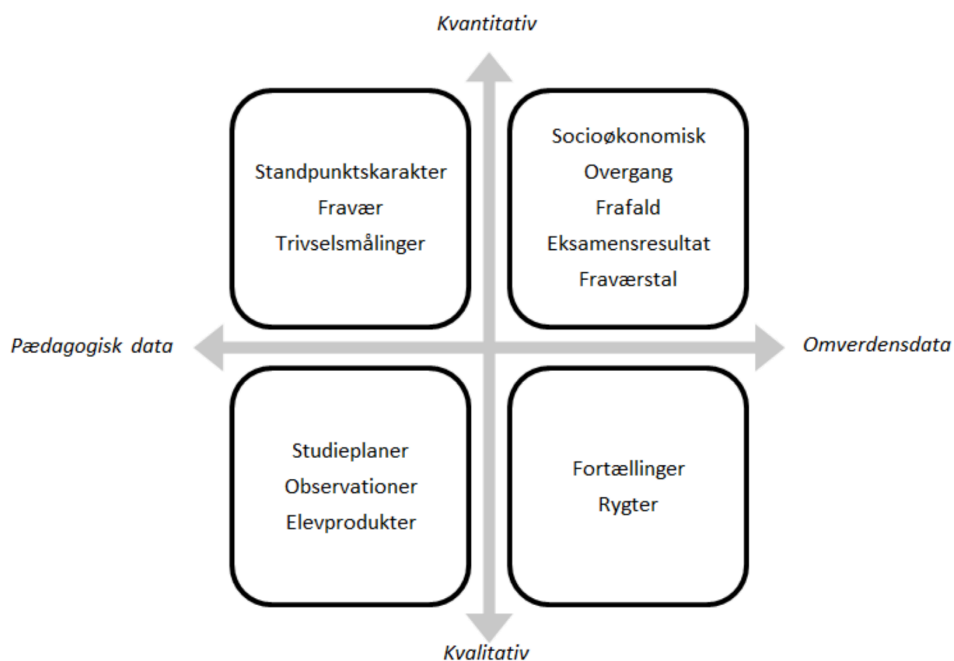 Kvantitativ
Standpunktskarakter
Fravær
Trivselsmålinger
Socioøkonomisk
Overgang
Frafald
Eksamensresultat
Fraværstal
Pædagogisk data
Omverdensdata
Studieplaner
Observationer
Elevprodukter
Fortællinger
Rygter
Kvalitativ